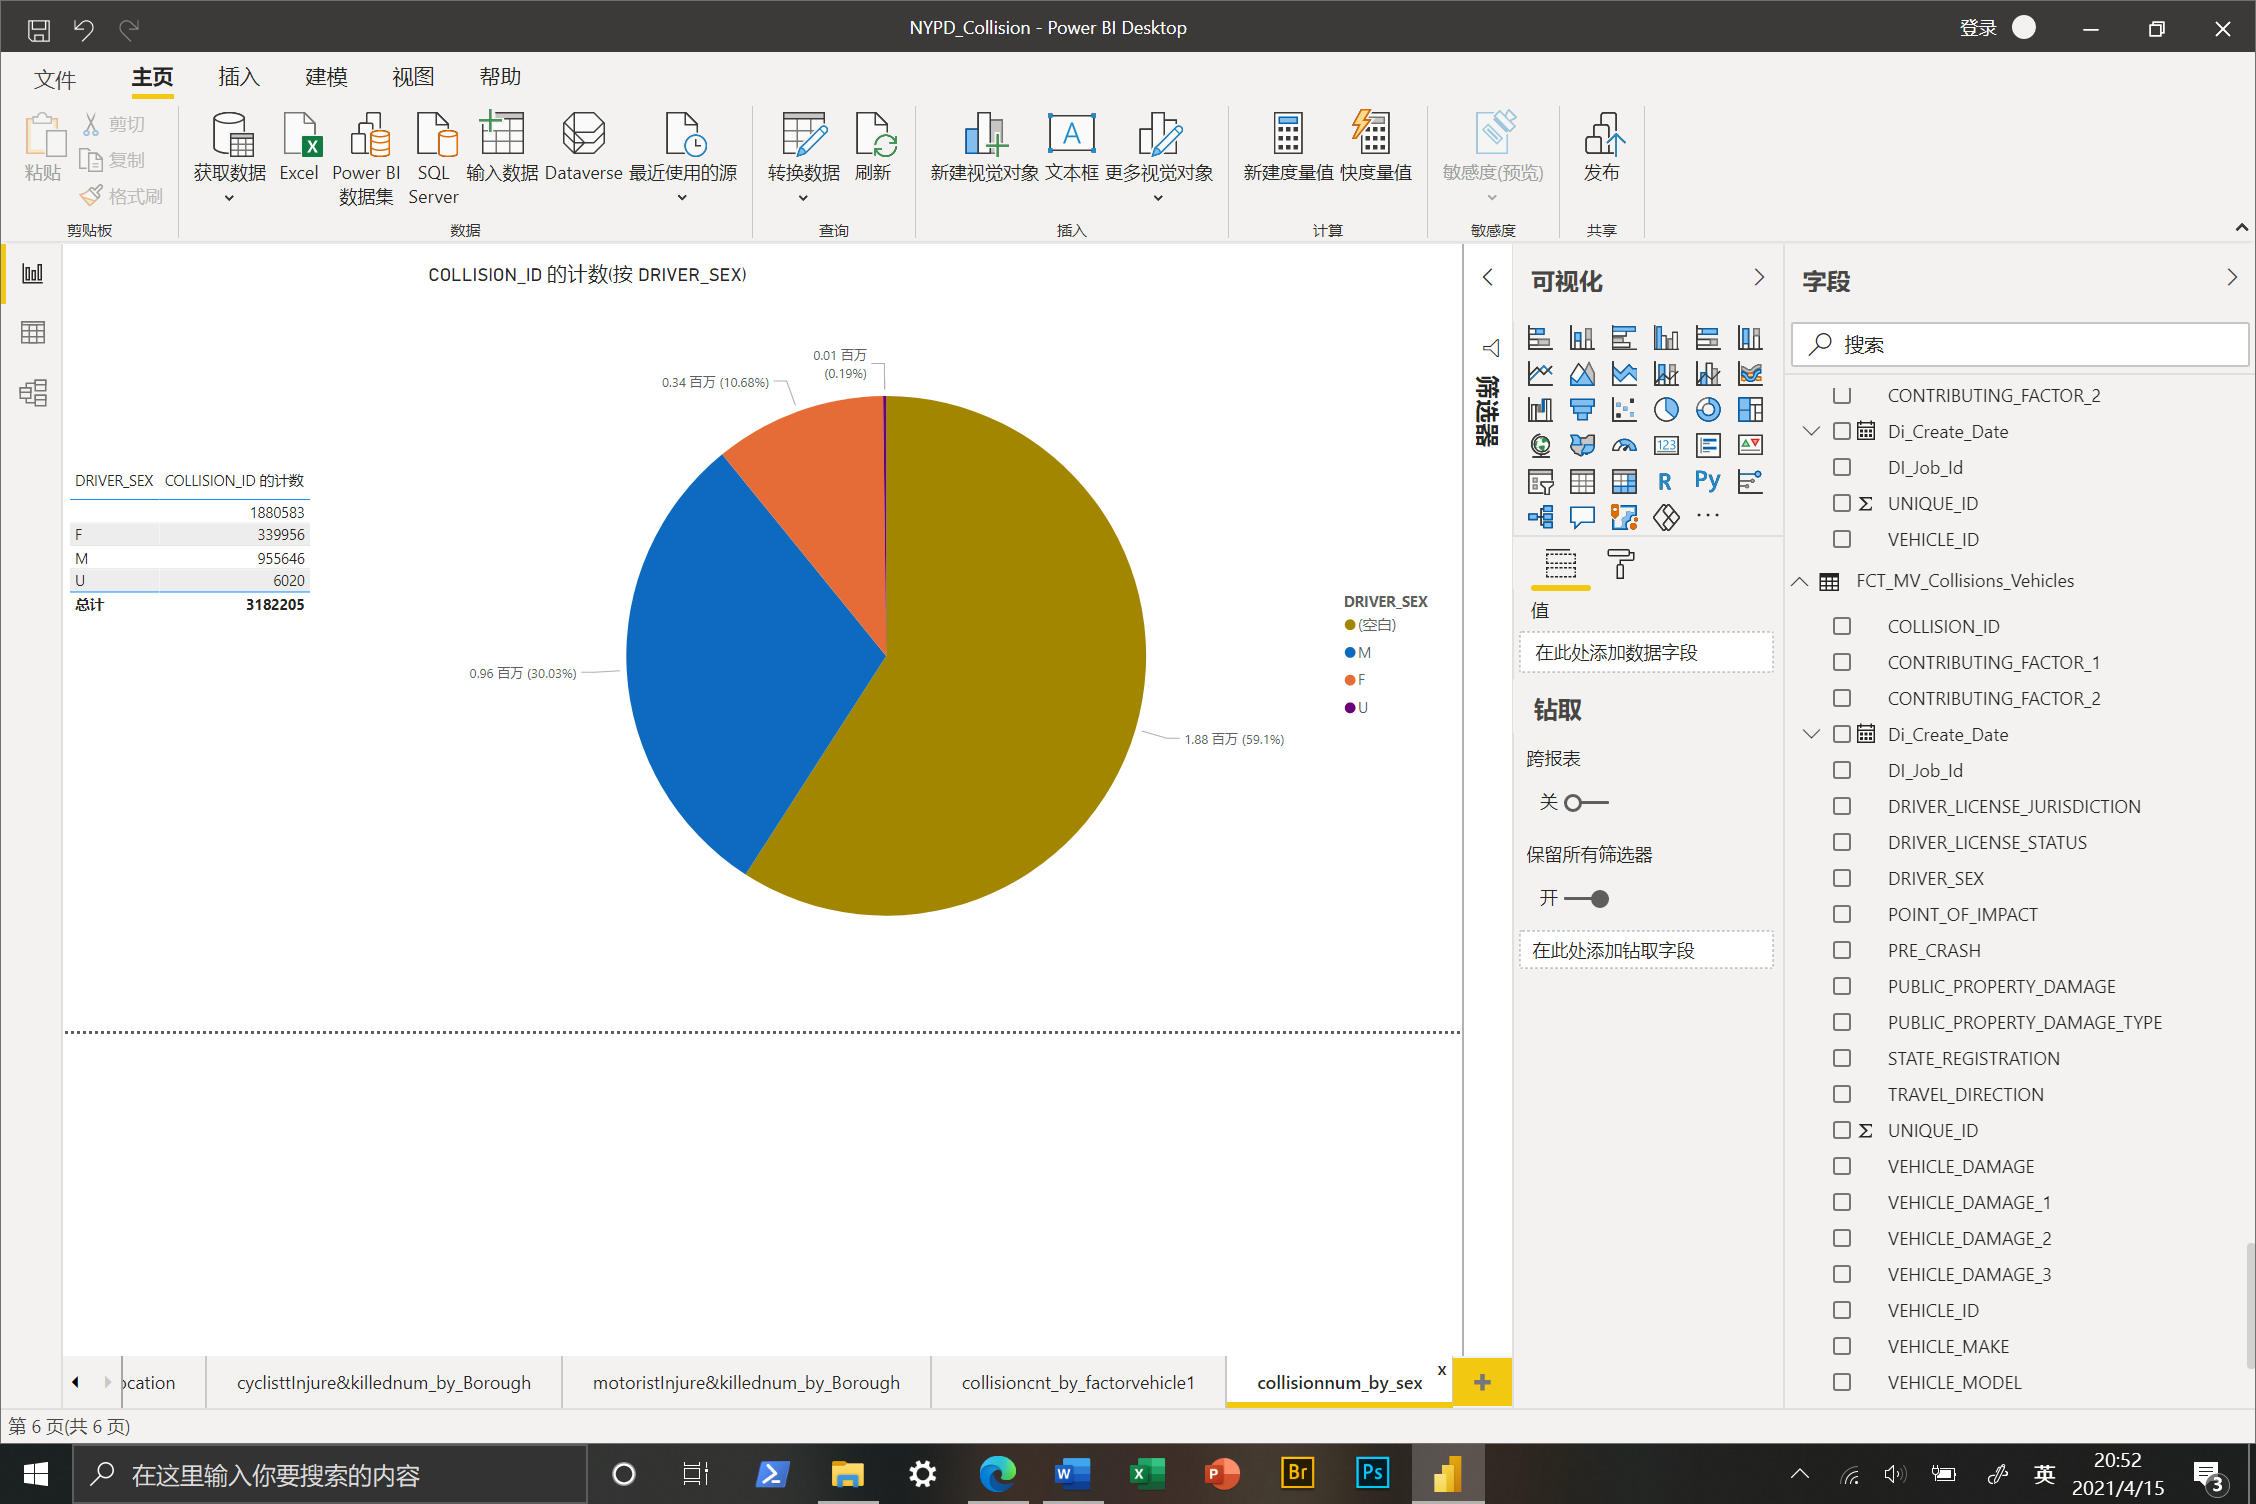 NYPD_Collision - Power BI Desktop
登录
文件
主页
插入
建模
视图
帮助
粘贴
剪切
复制
格式刷
剪贴板
获取数据
Excel
Power BI
数据集
SQL
Server
输入数据
Dataverse
最近使用的源
数据
转换数据
刷新
查询
新建视觉对象
文本框
更多视觉对象
插入
新建度量值
快度量值
计算
敏感度(预览)
敏感度
发布
共享
COLLISION_ID 的计数(按 DRIVER_SEX)
DRIVER_SEX COLLISION_ID 的计数
1880583
F 339956
M 955646
U 6020
总计 3182205
0.01 百万
(0.19%)
0.34 百万 (10.68%)
0.96 百万 (30.03%)
1.88 百万 (59.1%)
DRIVER_SEX
(空白)
M
F
U
筛选器
可视化
123
R
Py
值
在此处添加数据字段
钻取
跨报表
关
保留所有筛选器
开
在此处添加钻取字段
字段
搜索
CONTRIBUTING_FACTOR_2
Di_Create_Date
DI_Job_Id
Σ UNIQUE_ID
VEHICLE_ID
FCT_MV_Collisions_Vehicles
COLLISION_ID
CONTRIBUTING_FACTOR_1
CONTRIBUTING_FACTOR_2
Di_Create_Date
DI_Job_Id
DRIVER_LICENSE_JURISDICTION
DRIVER_LICENSE_STATUS
DRIVER_SEX
POINT_OF_IMPACT
PRE_CRASH
PUBLIC_PROPERTY_DAMAGE
PUBLIC_PROPERTY_DAMAGE_TYPE
STATE_REGISTRATION
TRAVEL_DIRECTION
Σ UNIQUE_ID
VEHICLE_DAMAGE
VEHICLE_DAMAGE_1
VEHICLE_DAMAGE_2
VEHICLE_DAMAGE_3
VEHICLE_ID
VEHICLE_MAKE
VEHICLE_MODEL
ocation
cyclisttInjure&killednum_by_Borough
motoristInjure&killednum_by_Borough
collisioncnt_by_factorvehicle1
collisionnum_by_sex
x
第 6 页(共 6 页)
在这里输入你要搜索的内容
Br
Ps
英
20:52
2021/4/15
3